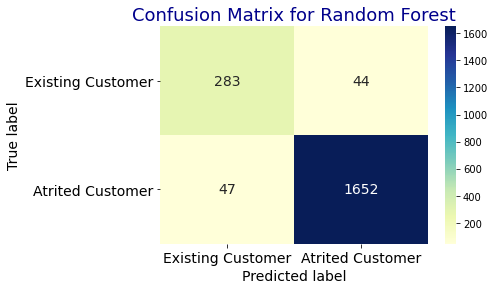 Confusion Matrix for Random Forest
True label
Existing Customer
283
44
Atrited Customer
47
1652
Existing Customer
Atrited Customer
Predicted label
1600
1400
1200
1000
800
600
400
200